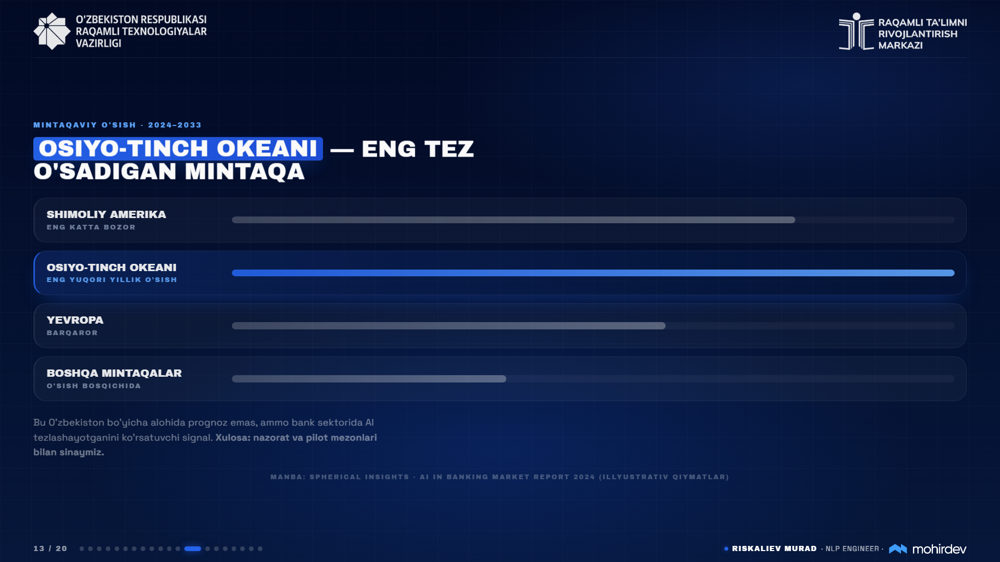 O'ZBEKISTON RESPUBLIKASI
RAQAMLI TEXNOLOGIYALAR
VAZIRLIGI
RAQAMLI TA'LIMNI
RIVOJLANTIRISH
MARKAZI
MINTAQAVIY O'SISH · 2024–2033
OSIYO-TINCH OKEANI — ENG TEZ
O'SADIGAN MINTAQA
SHIMOLIY AMERIKA
ENG KATTA BOZOR
OSIYO-TINCH OKEANI
ENG YUQORI YILLIK O'SISH
YEVROPA
BARQAROR
BOSHQA MINTAQALAR
O'SISH BOSQICHIDA
Bu O'zbekiston bo'yicha alohida prognoz emas, ammo bank sektorida AI
tezlashayotganini ko'rsatuvchi signal. Xulosa: nazorat va pilot mezonlari
bilan sinaymiz.
MANBA: SPHERICAL INSIGHTS · AI IN BANKING MARKET REPORT 2024 (ILLYUSTRATIV QIYMATLAR)
13 / 20
RISKALIEV MURAD · NLP ENGINEER · mohirdev